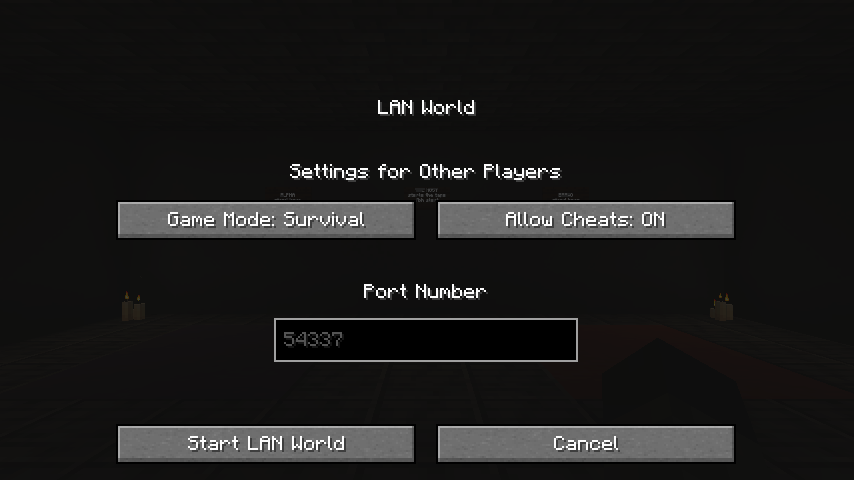 LAN World
Settings for Other Players
Game Mode: Survival
Allow Cheats: ON
Port Number
54337
Start LAN World
Cancel